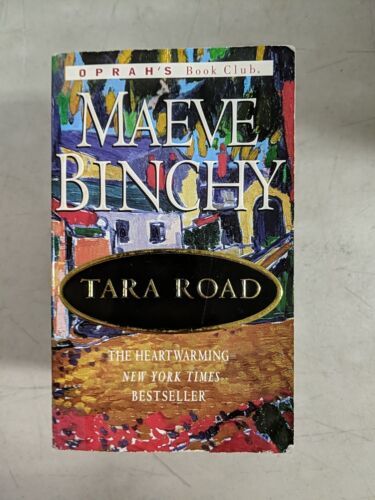 OPRAH'S Book Club®
MAEVE
BINCHY
TARA ROAD
THE HEARTWARMING
NEW YORK TIMES
BESTSELLER